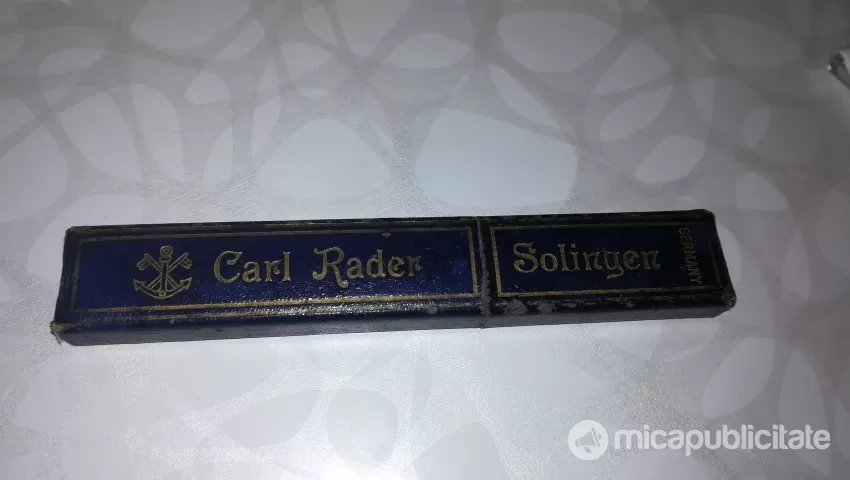 Carl Rader Solingen GERMANY
micapublicitate